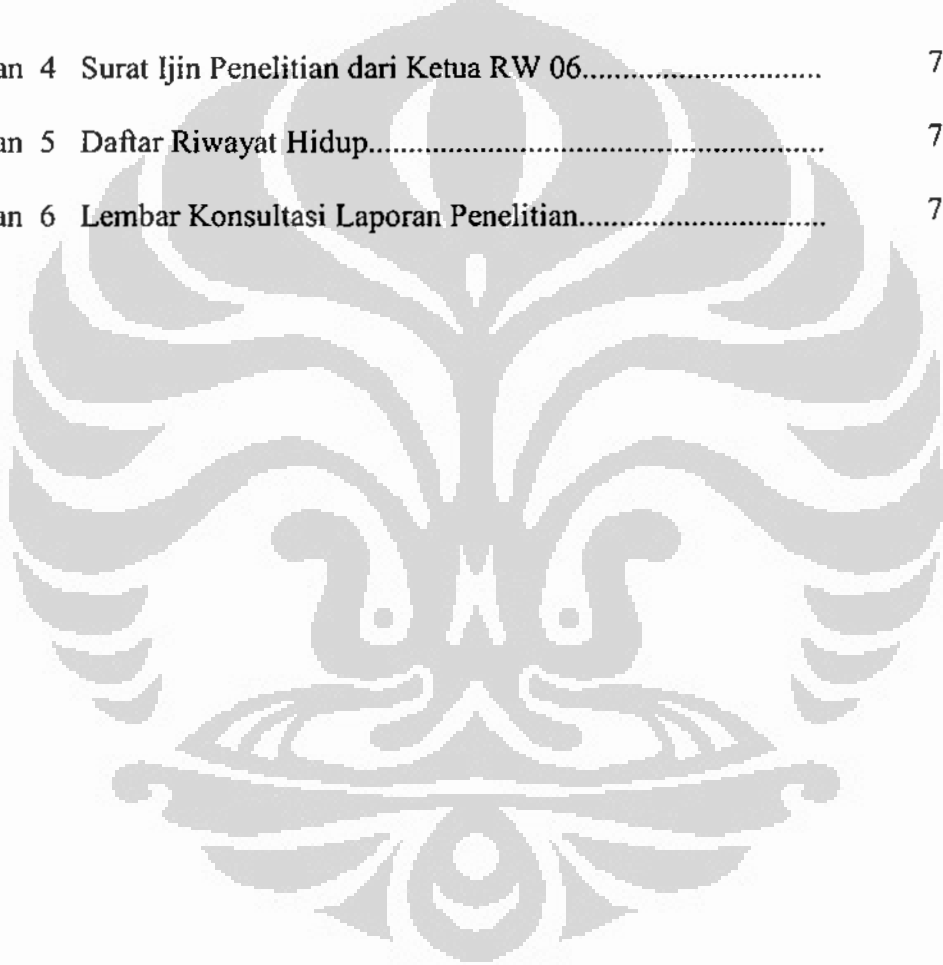 an 4 Surat Ijin Penelitian dari Ketua RW 06.............................. 7
an 5 Daftar Riwayat Hidup......................................................... 7
an 6 Lembar Konsultasi Laporan Penelitian............................... 7